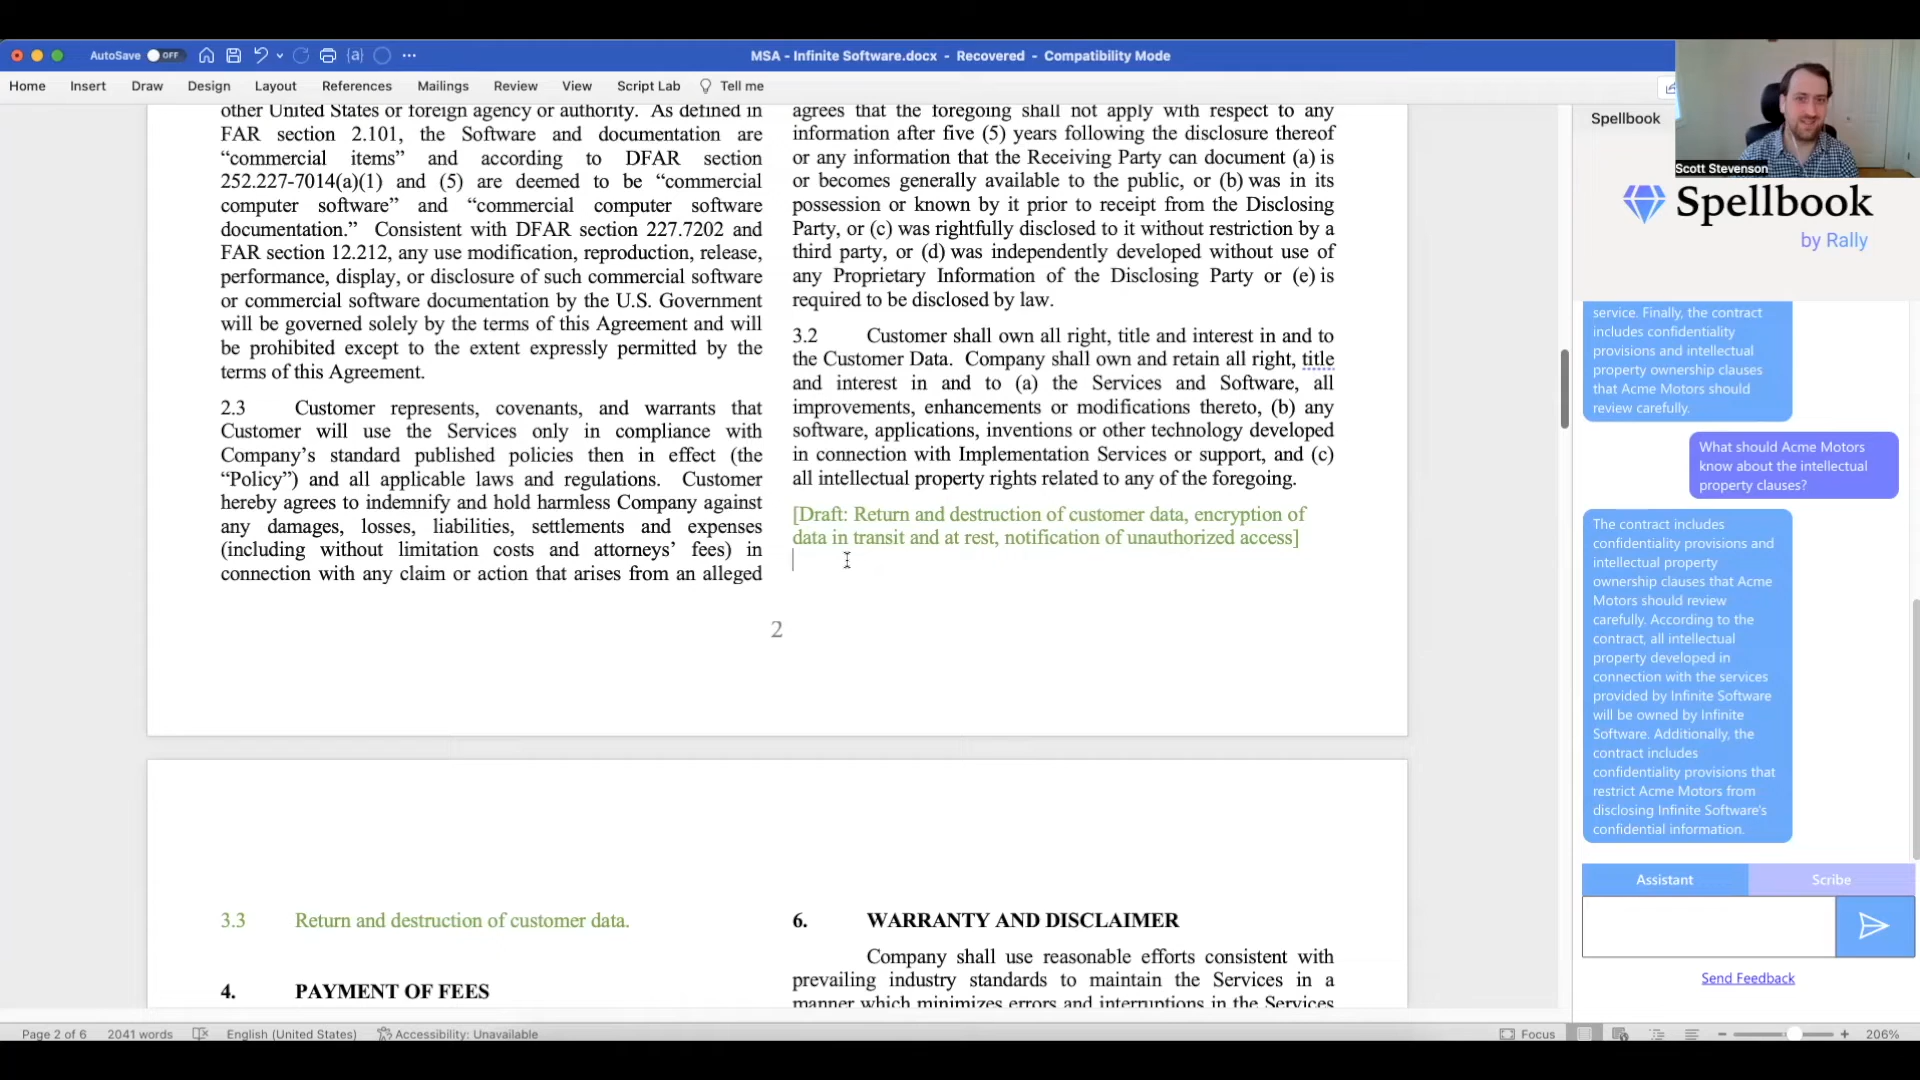 AutoSave OFF
MSA - Infinite Software.docx - Recovered - Compatibility Mode
Home Insert Draw Design Layout References Mailings Review View Script Lab Tell me
other United States or foreign agency or authority. As defined in
FAR section 2.101, the Software and documentation are
“commercial items” and according to DFAR section
252.227-7014(a)(1) and (5) are deemed to be “commercial
computer software” and “commercial computer software
documentation.” Consistent with DFAR section 227.7202 and
FAR section 12.212, any use modification, reproduction, release,
performance, display, or disclosure of such commercial software
or commercial software documentation by the U.S. Government
will be governed solely by the terms of this Agreement and will
be prohibited except to the extent expressly permitted by the
terms of this Agreement.
2.3 Customer represents, covenants, and warrants that
Customer will use the Services only in compliance with
Company’s standard published policies then in effect (the
“Policy”) and all applicable laws and regulations. Customer
hereby agrees to indemnify and hold harmless Company against
any damages, losses, liabilities, settlements and expenses
(including without limitation costs and attorneys’ fees) in
connection with any claim or action that arises from an alleged
agrees that the foregoing shall not apply with respect to any
information after five (5) years following the disclosure thereof
or any information that the Receiving Party can document (a) is
or becomes generally available to the public, or (b) was in its
possession or known by it prior to receipt from the Disclosing
Party, or (c) was rightfully disclosed to it without restriction by a
third party, or (d) was independently developed without use of
any Proprietary Information of the Disclosing Party or (e) is
required to be disclosed by law.
3.2 Customer shall own all right, title and interest in and to
the Customer Data. Company shall own and retain all right, title
and interest in and to (a) the Services and Software, all
improvements, enhancements or modifications thereto, (b) any
software, applications, inventions or other technology developed
in connection with Implementation Services or support, and (c)
all intellectual property rights related to any of the foregoing.
[Draft: Return and destruction of customer data, encryption of
data in transit and at rest, notification of unauthorized access]
2
3.3 Return and destruction of customer data.
4. PAYMENT OF FEES
6. WARRANTY AND DISCLAIMER
Company shall use reasonable efforts consistent with
prevailing industry standards to maintain the Services in a
manner which minimizes errors and interruptions in the Services
Spellbook
Scott Stevenson
Spellbook
by Rally
service. Finally, the contract
includes confidentiality
provisions and intellectual
property ownership clauses
that Acme Motors should
review carefully.
What should Acme Motors
know about the intellectual
property clauses?
The contract includes
confidentiality provisions and
intellectual property
ownership clauses that Acme
Motors should review
carefully. According to the
contract, all intellectual
property developed in
connection with the services
provided by Infinite Software
will be owned by Infinite
Software. Additionally, the
contract includes
confidentiality provisions that
restrict Acme Motors from
disclosing Infinite Software's
confidential information.
Assistant Scribe
Send Feedback
Page 2 of 6 2041 words English (United States) Accessibility: Unavailable Focus 206%